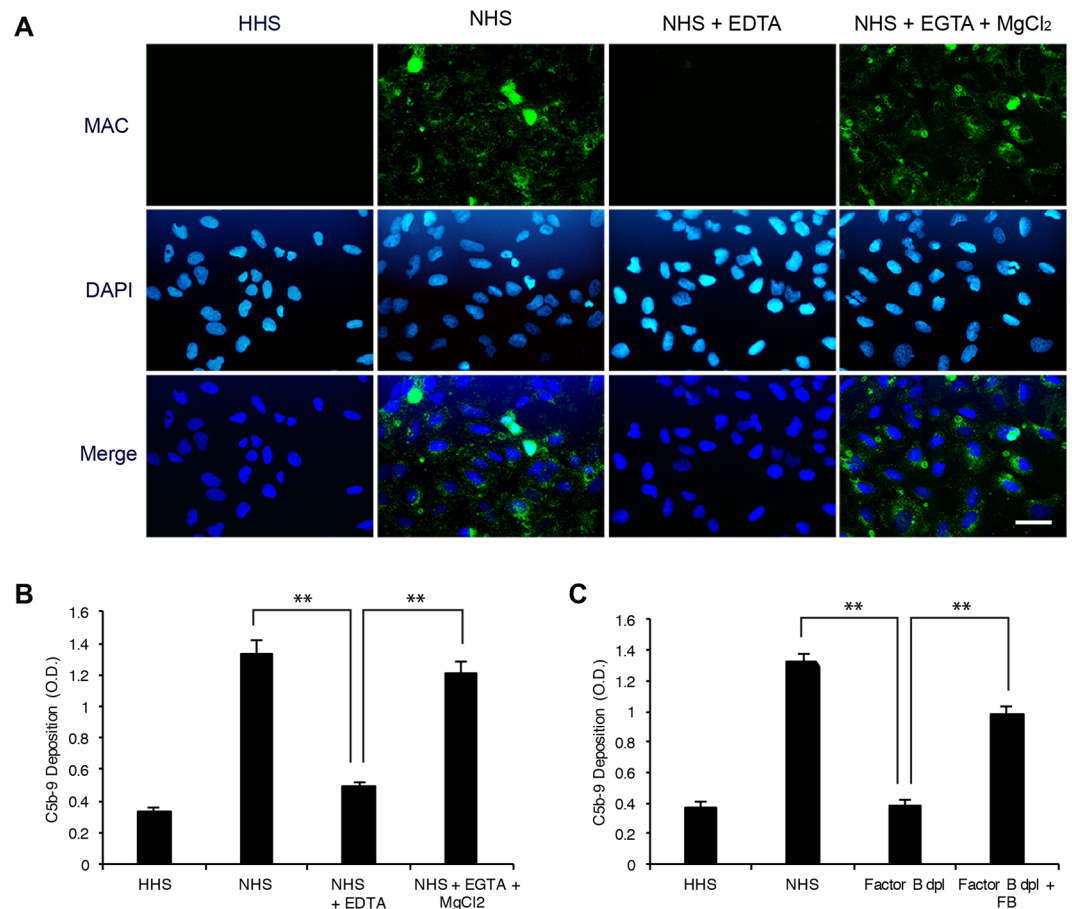 A
HHS
NHS
NHS + EDTA
NHS + EGTA + MgCl₂
MAC
DAPI
Merge
B
C5b-9 Deposition (O.D.)
1.6
1.4
1.2
1
0.8
0.6
0.4
0.2
0
**
**
HHS
NHS
NHS
+ EDTA
NHS + EGTA +
MgCl2
C
C5b-9 Deposition (O.D.)
1.6
1.4
1.2
1
0.8
0.6
0.4
0.2
0
**
**
HHS
NHS
Factor B dpl
Factor B dpl +
FB